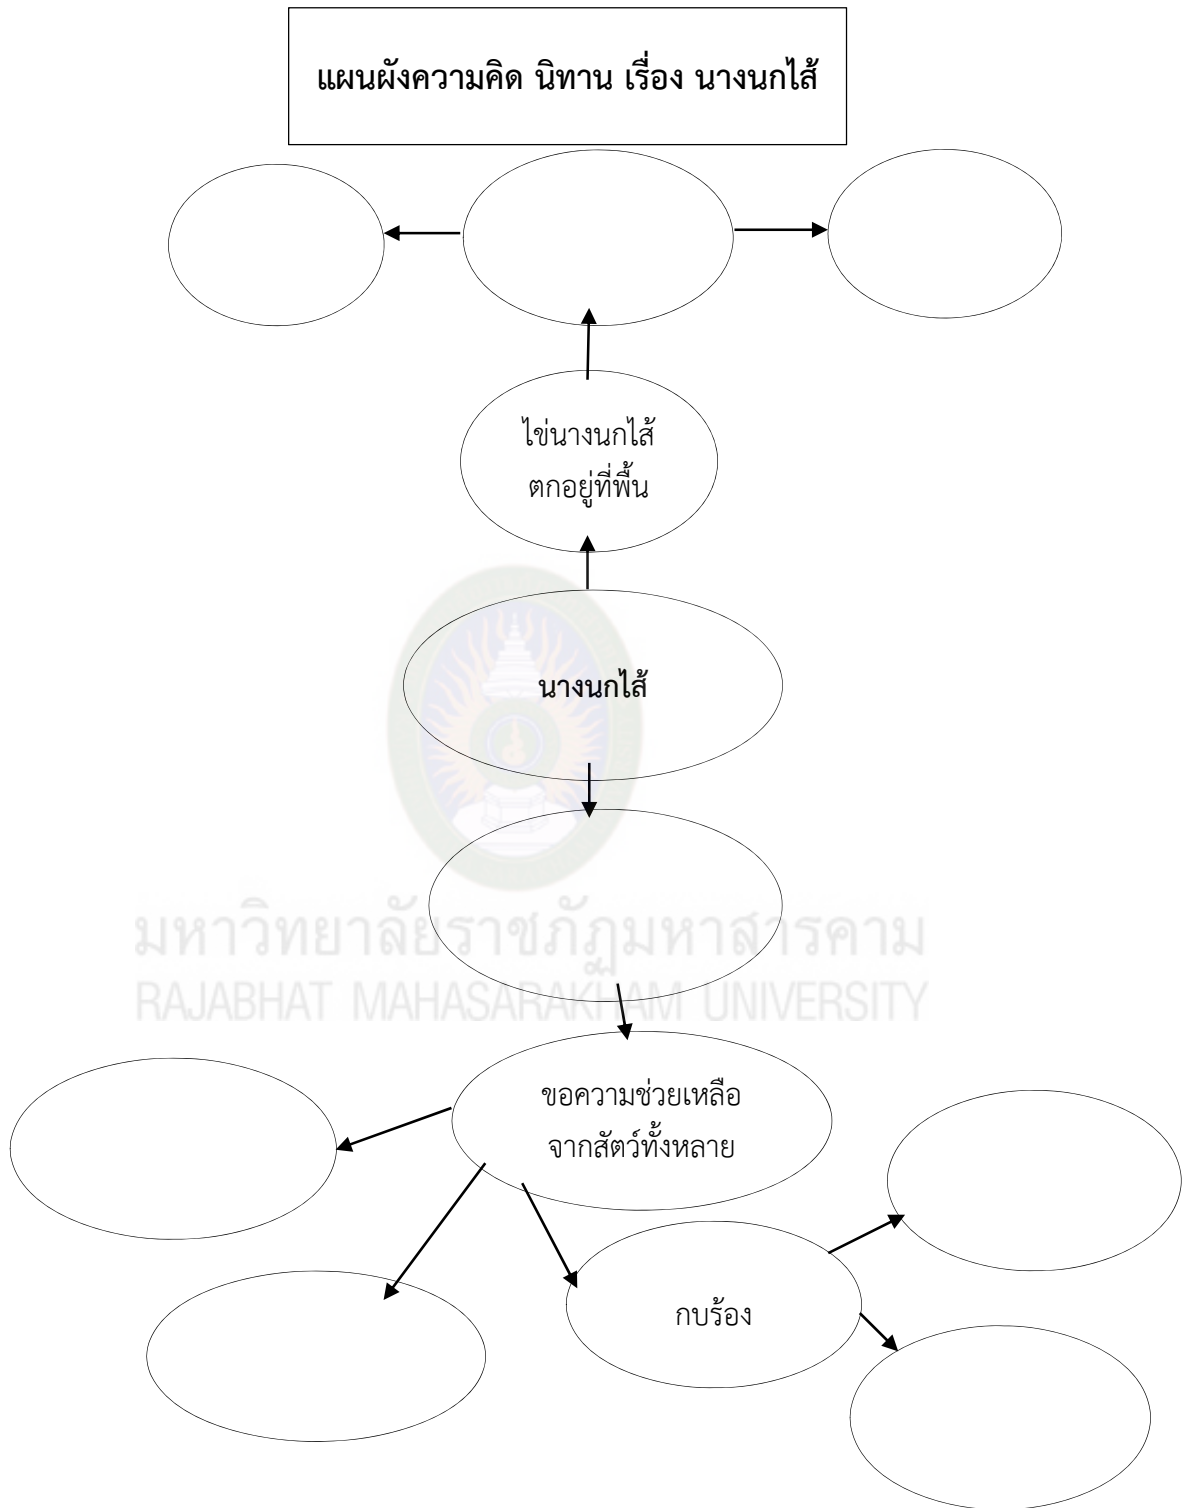 แผนผังความคิด นิทาน เรื่อง นางนกไส้
ไข่นางนกไส้
ตกอยู่ที่พื้น
นางนกไส้
มหาวิทยาลัยราชภัฏมหาสารคาม
RAJABHAT MAHASARAKHAM UNIVERSITY
ขอความช่วยเหลือ
จากสัตว์ทั้งหลาย
กบร้อง